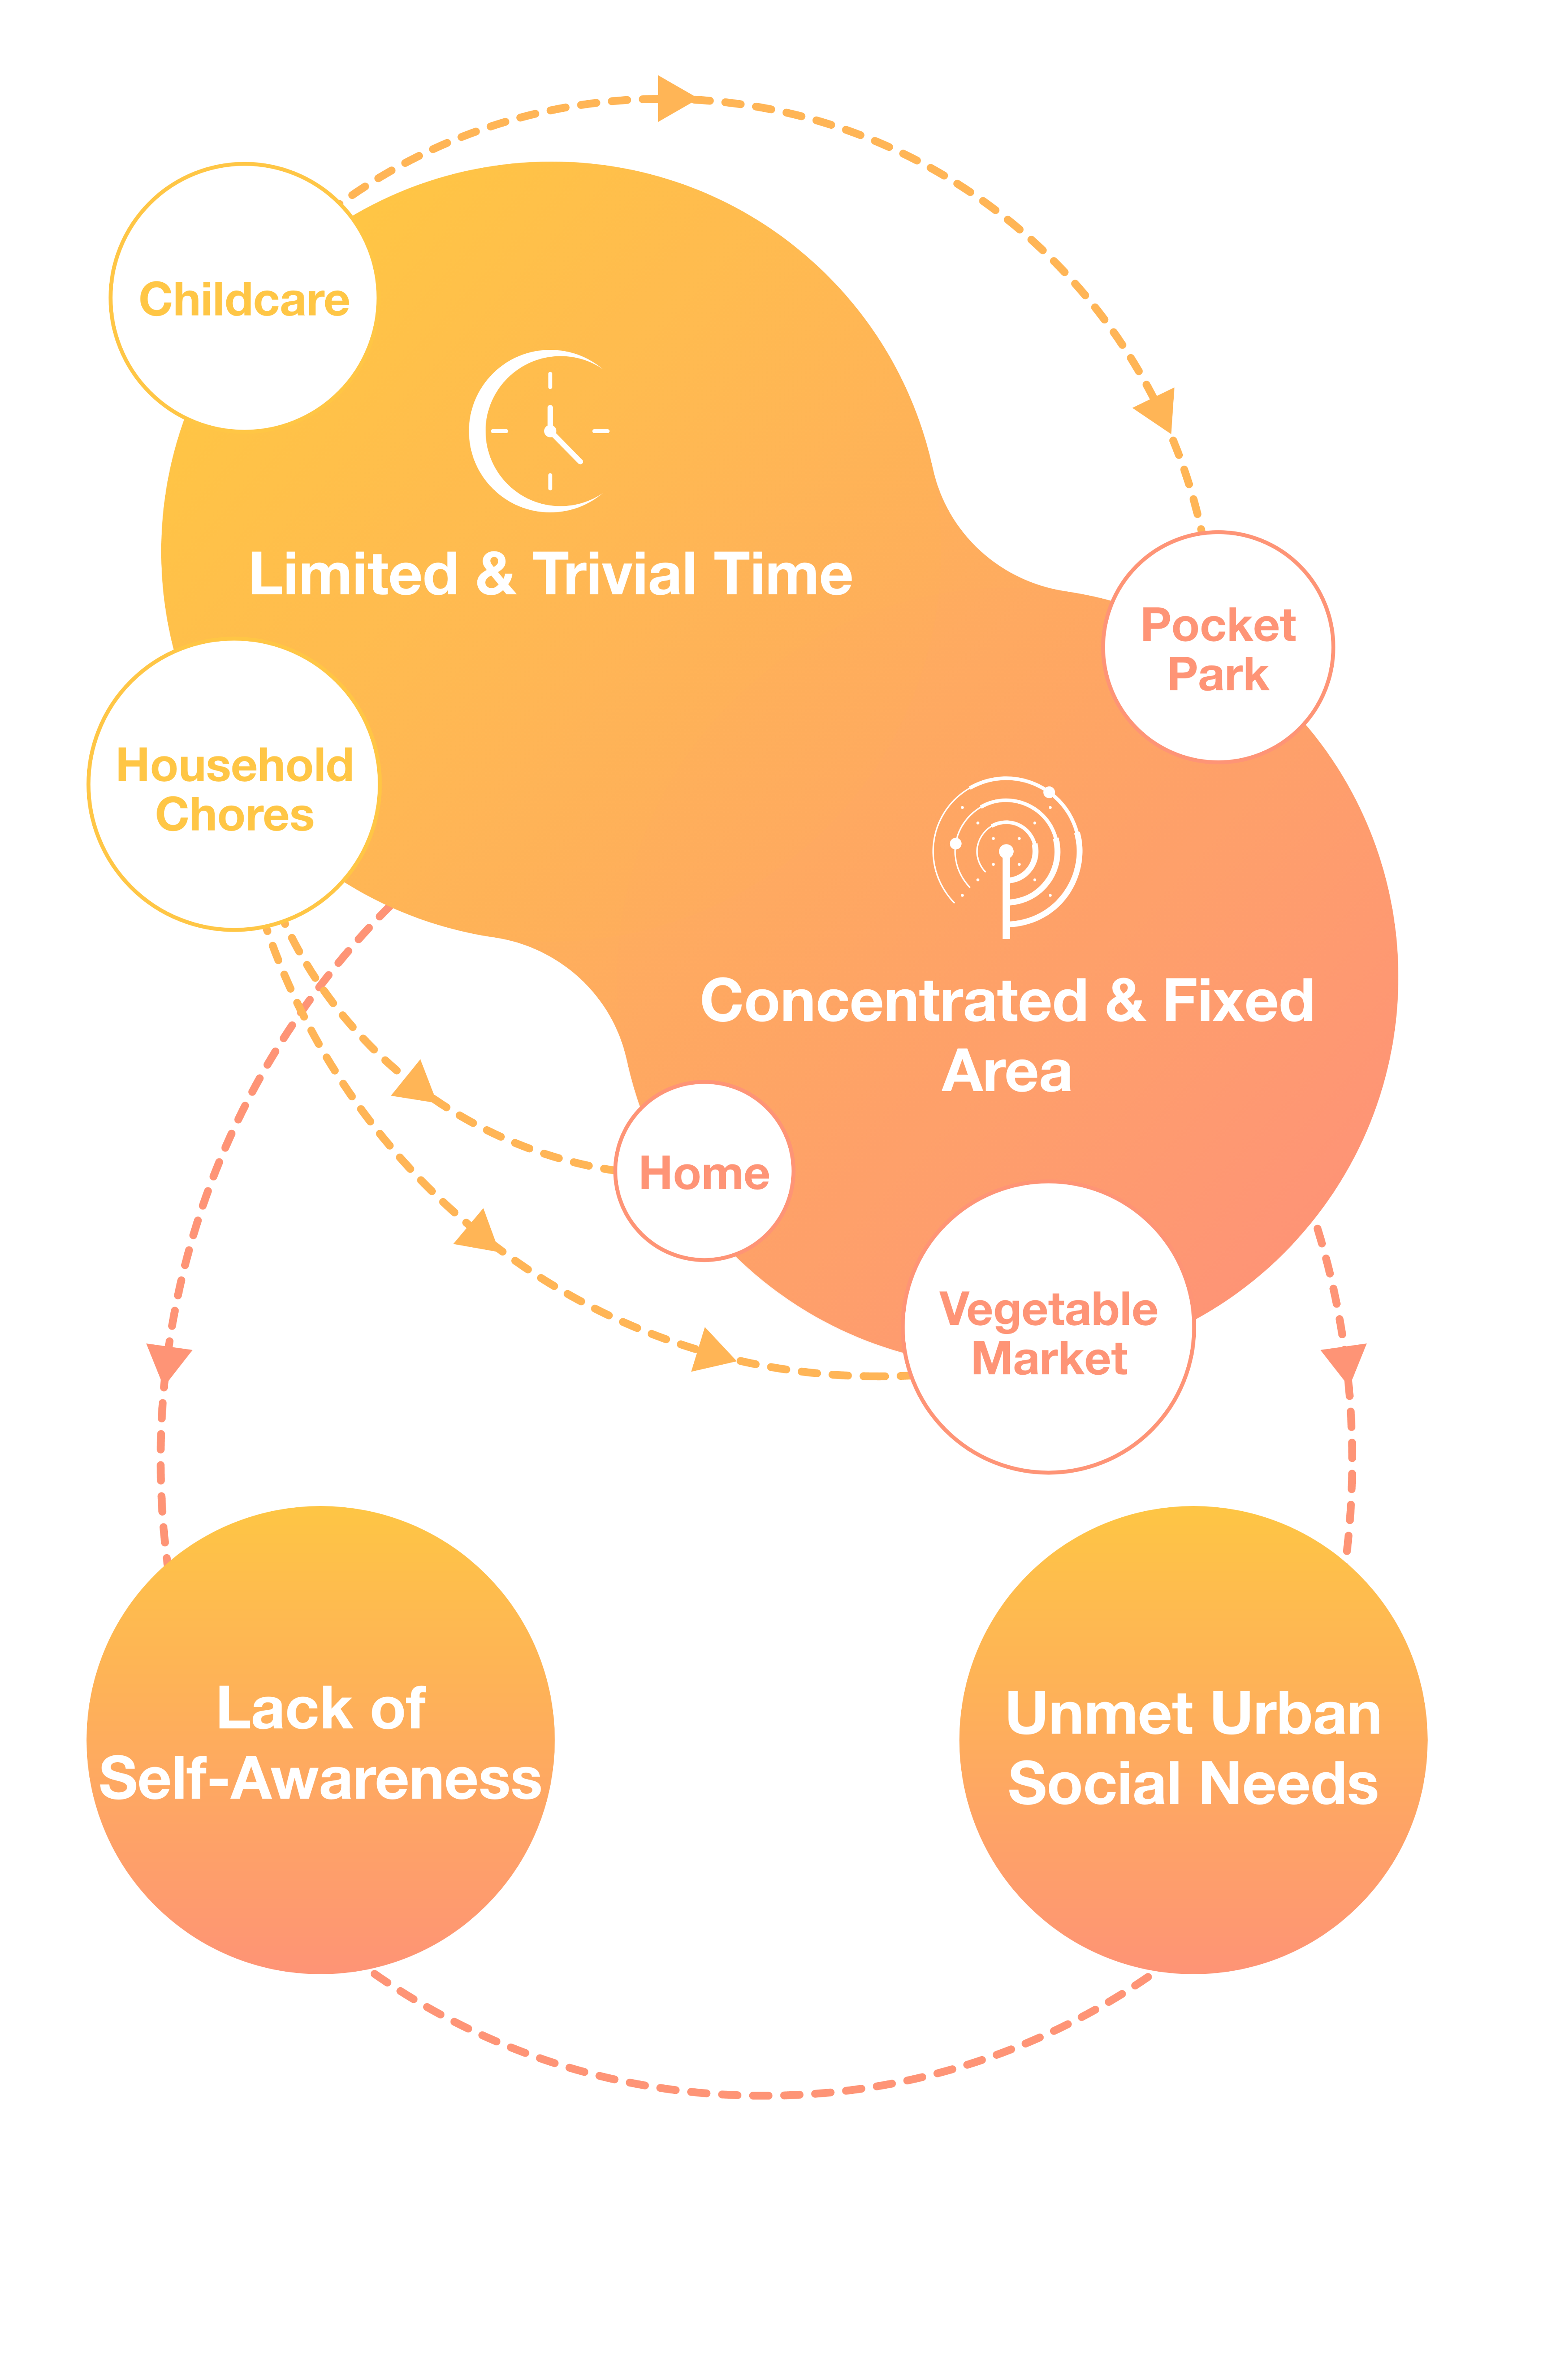 Childcare
Limited & Trivial Time
Pocket
Park
Household
Chores
Concentrated & Fixed
Area
Home
Vegetable
Market
Lack of
Self-Awareness
Unmet Urban
Social Needs